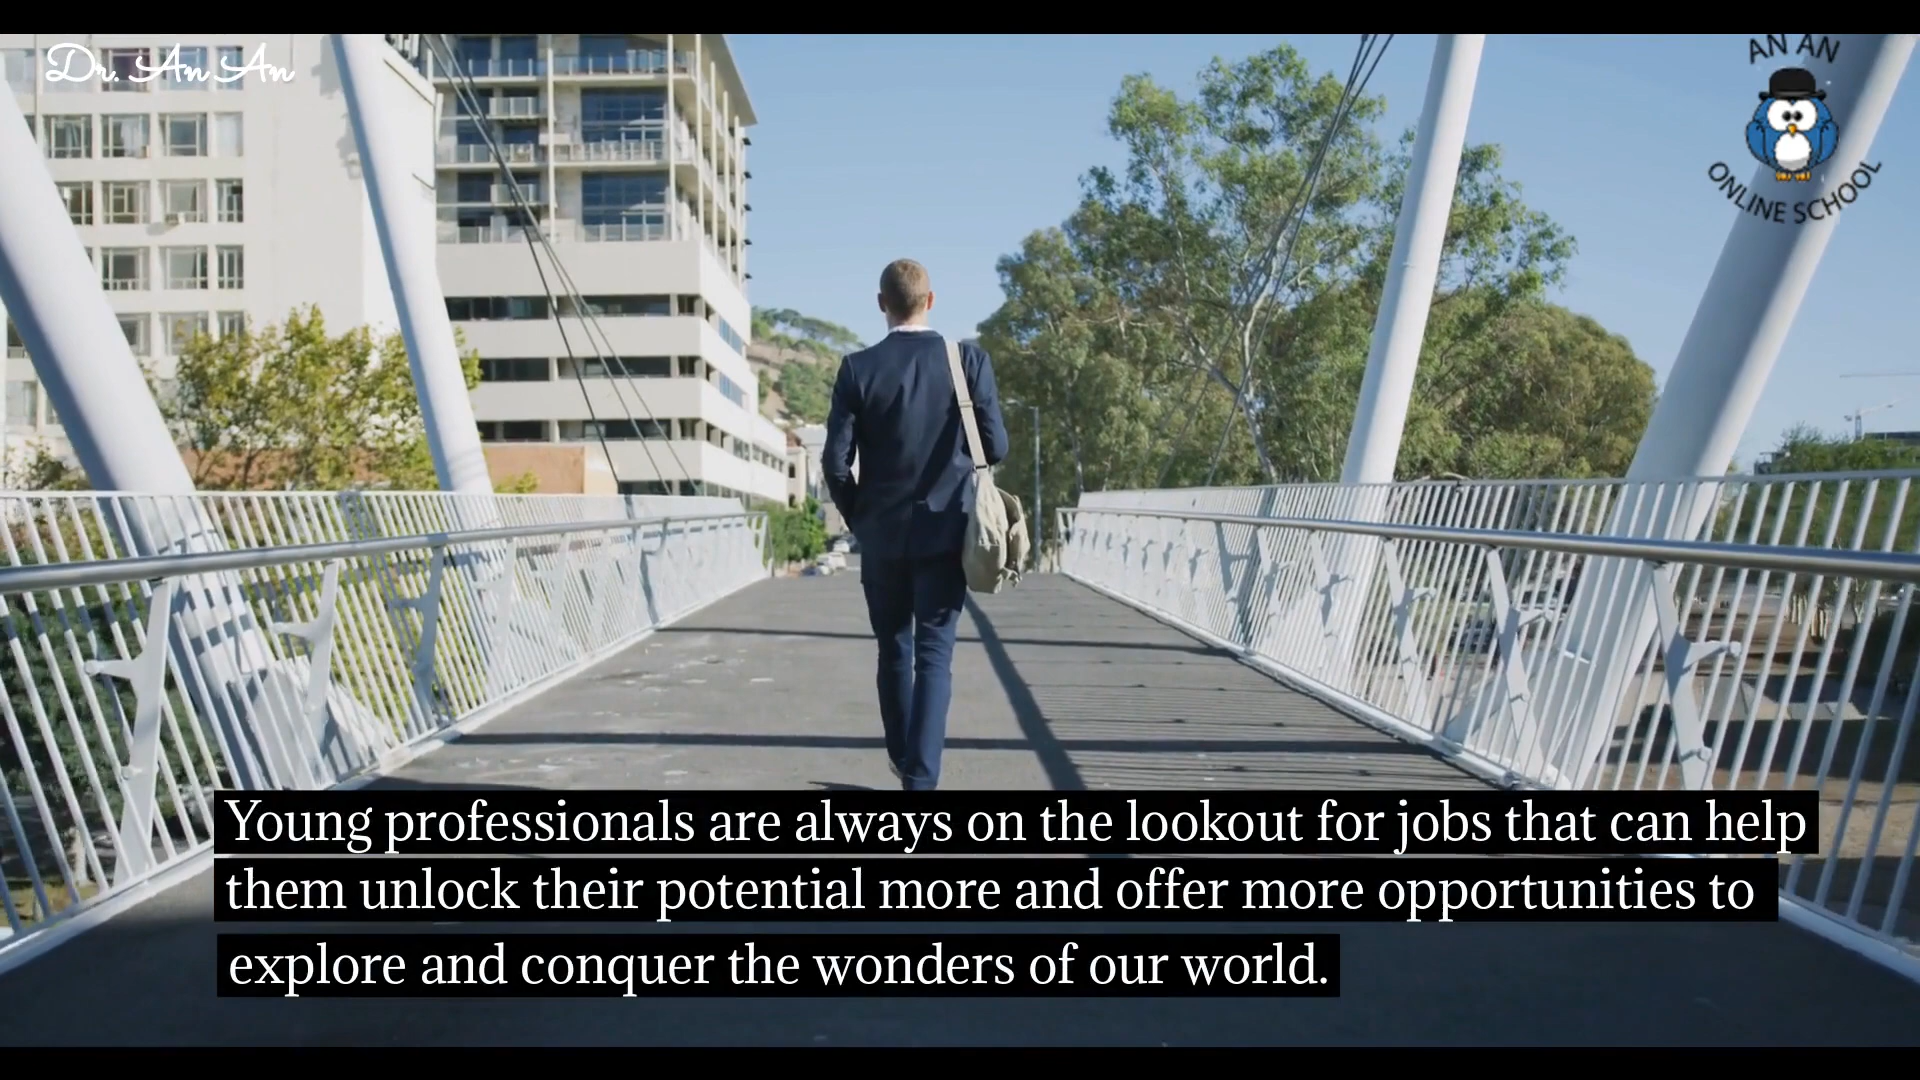 Dr. An An
AN AN
ONLINE SCHOOL
Young professionals are always on the lookout for jobs that can help
them unlock their potential more and offer more opportunities to
explore and conquer the wonders of our world.